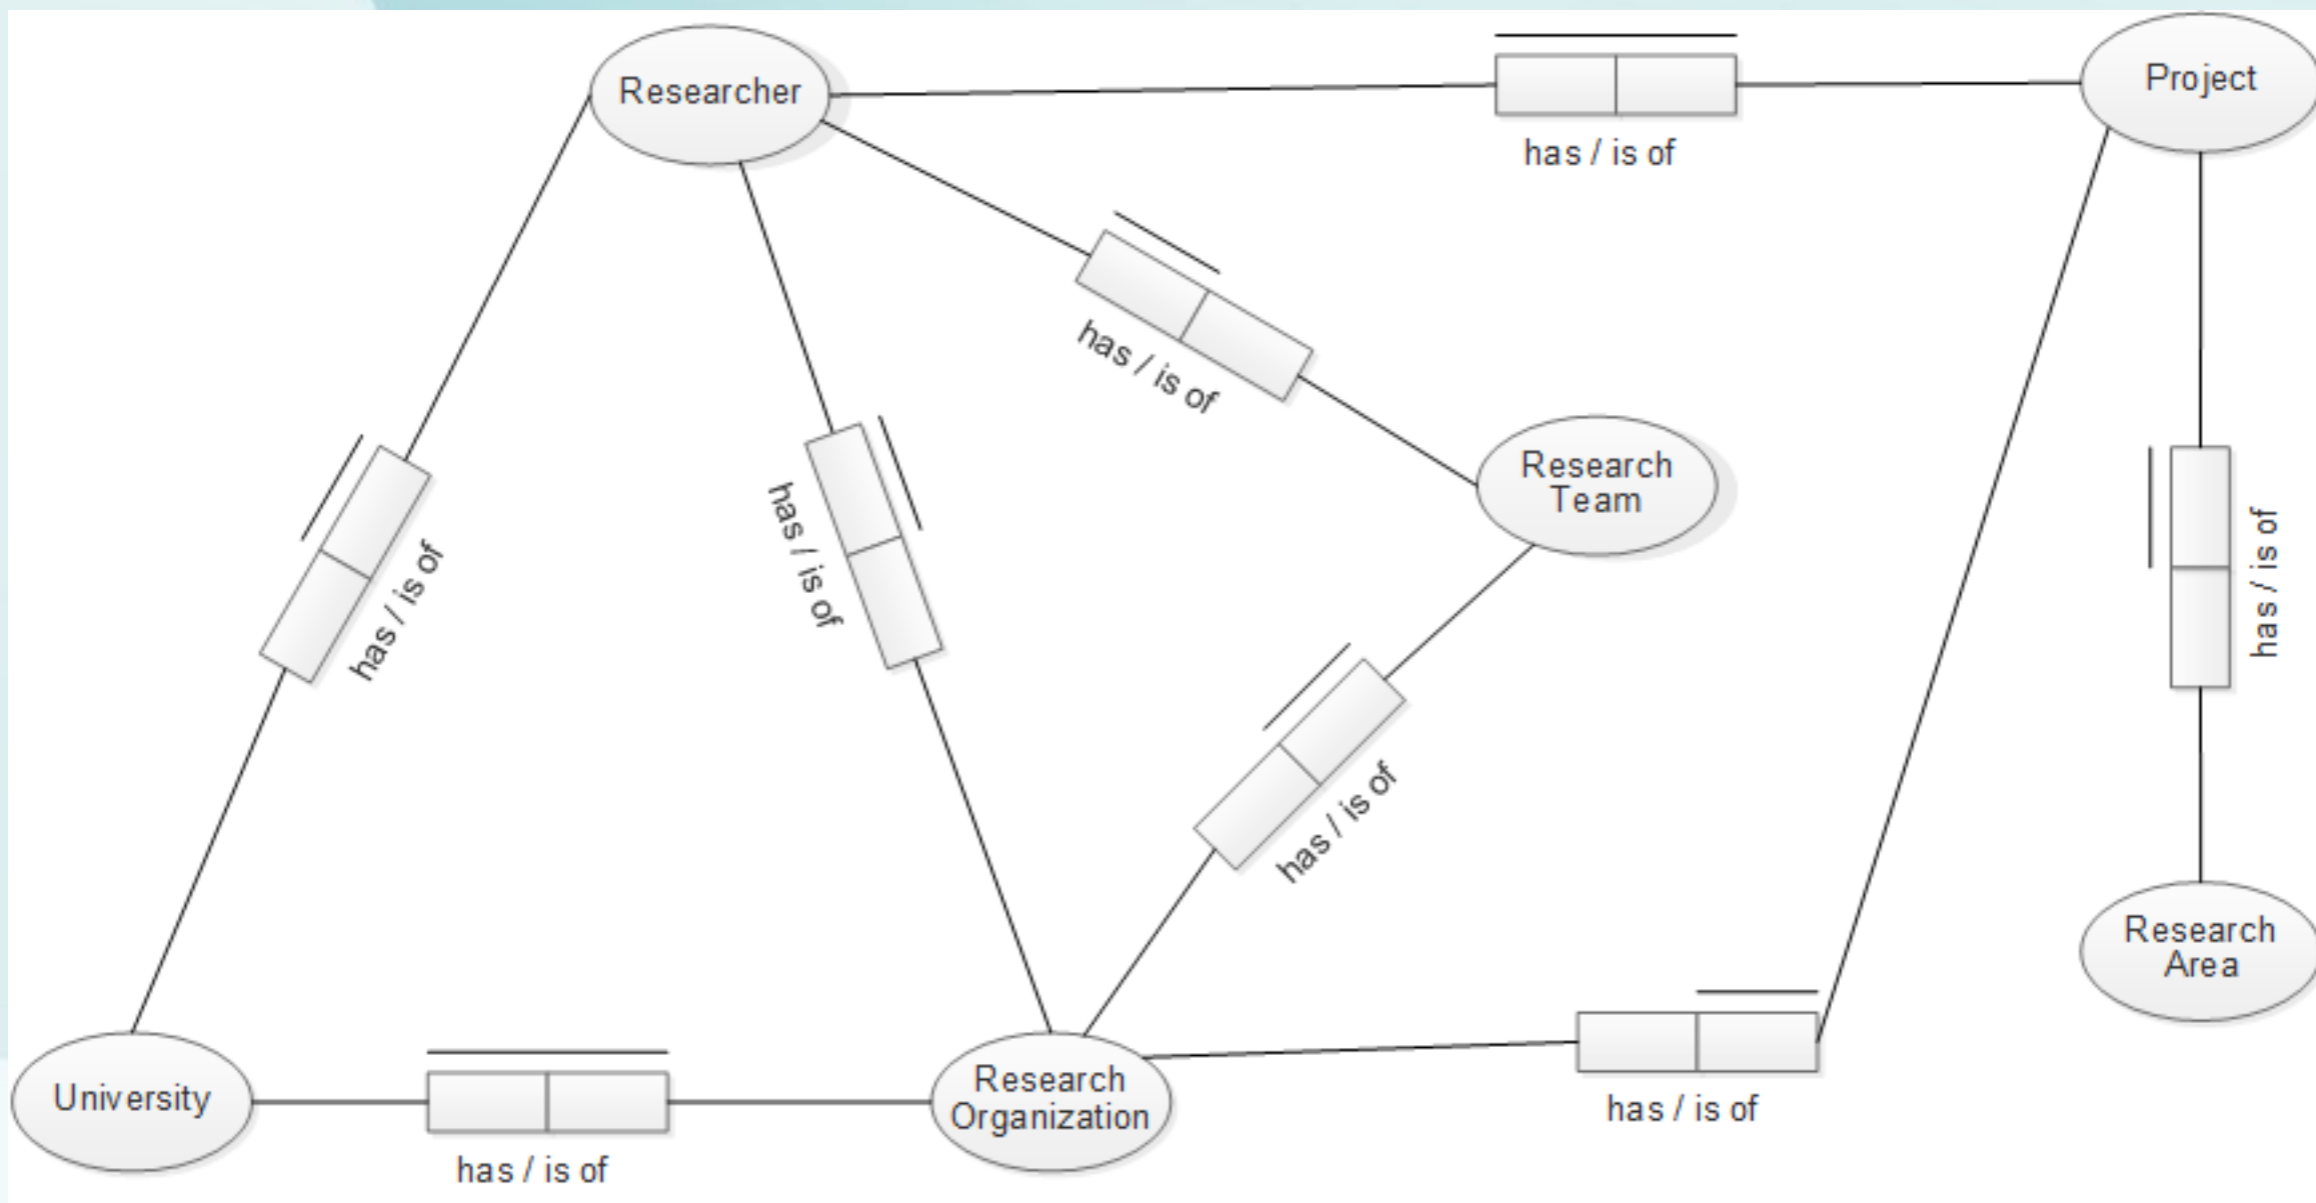 Researcher
Project
has / is of
has / is of
Research
Team
has / is of
has / is of
has / is of
has / is of
Research
Area
University
Research
Organization
has / is of
has / is of